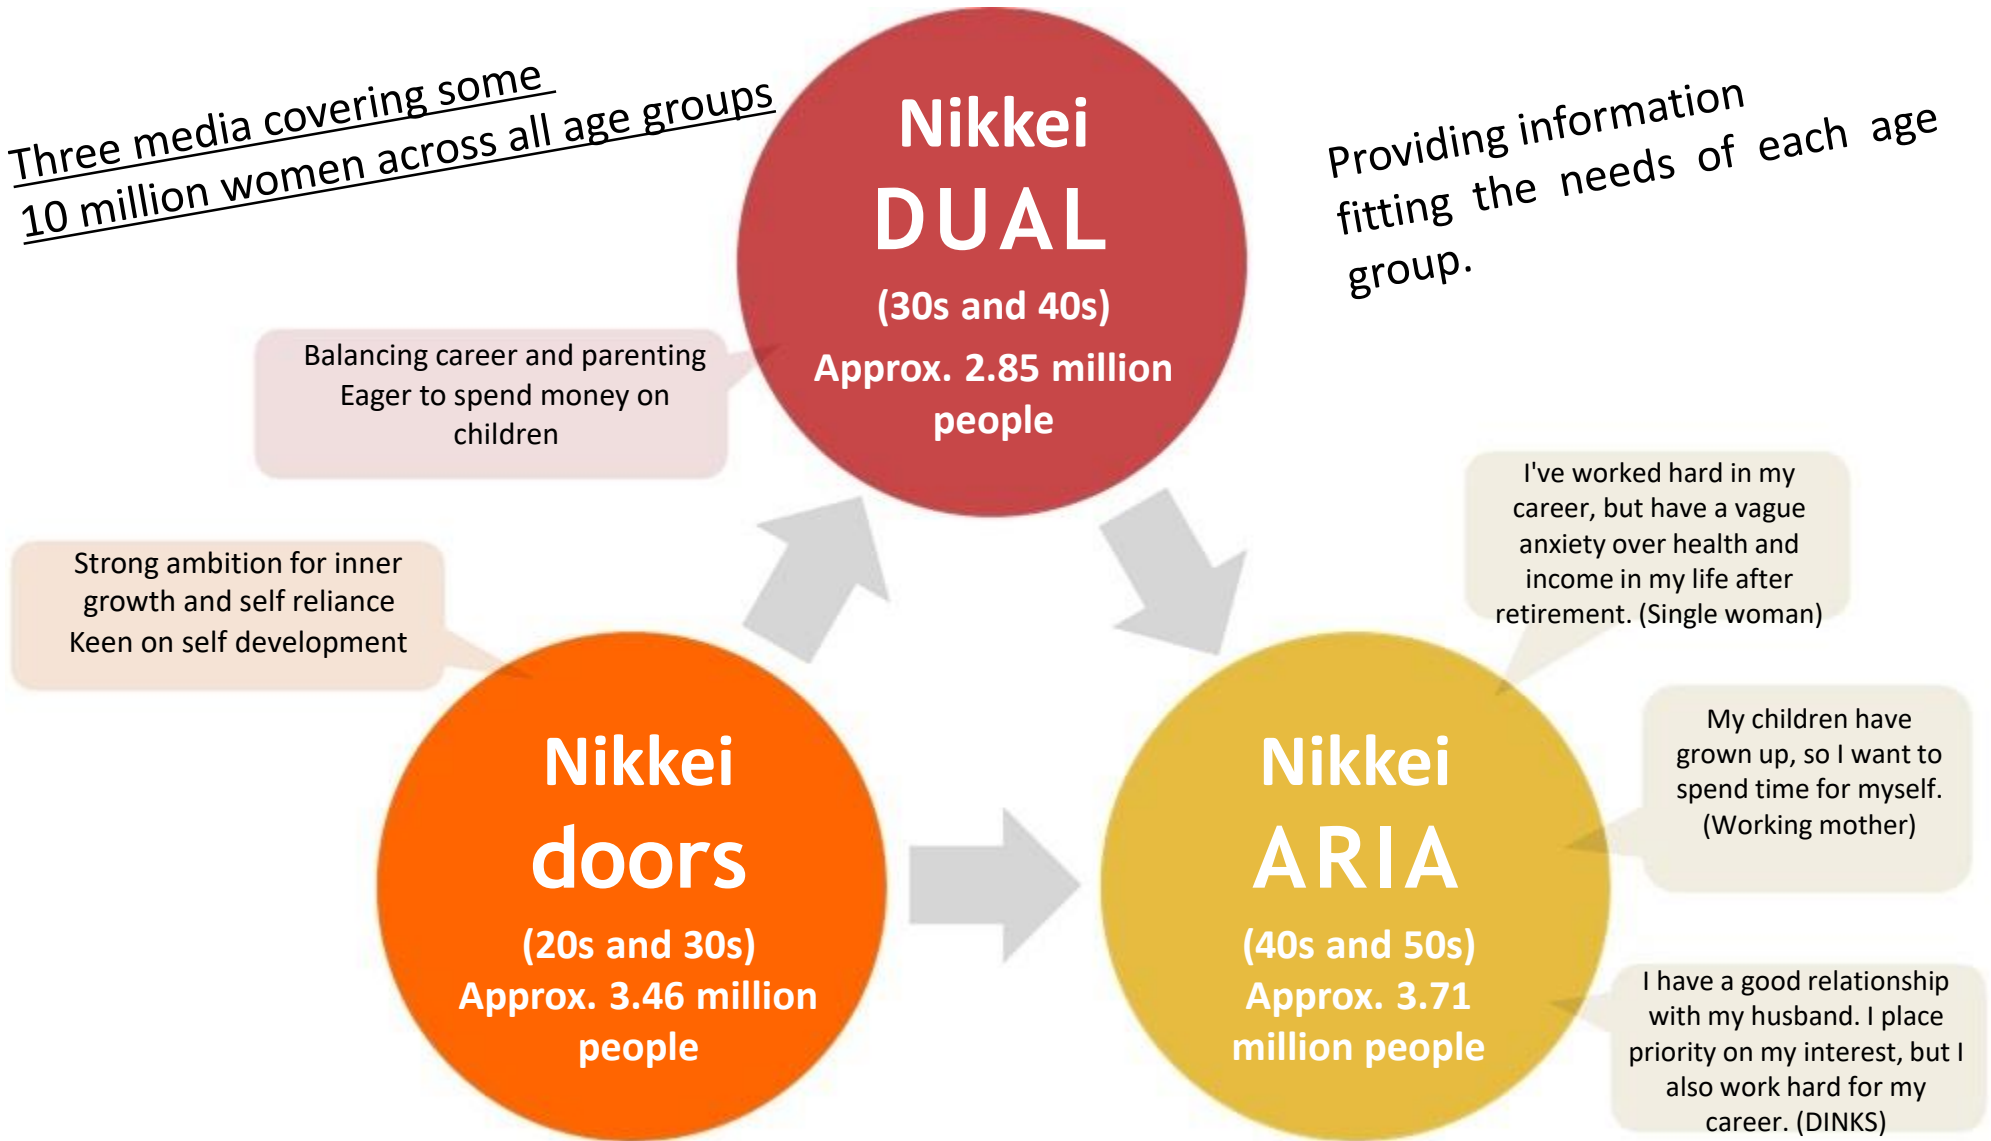 Three media covering some
10 million women across all age groups
Providing information
fitting the needs of each age
group.
Nikkei
DUAL
(30s and 40s)
Approx. 2.85 million
people
Balancing career and parenting
Eager to spend money on
children
Strong ambition for inner
growth and self reliance
Keen on self development
Nikkei
doors
(20s and 30s)
Approx. 3.46 million
people
Nikkei
ARIA
(40s and 50s)
Approx. 3.71
million people
I've worked hard in my
career, but have a vague
anxiety over health and
income in my life after
retirement. (Single woman)
My children have
grown up, so I want to
spend time for myself.
(Working mother)
I have a good relationship
with my husband. I place
priority on my interest, but I
also work hard for my
career. (DINKS)